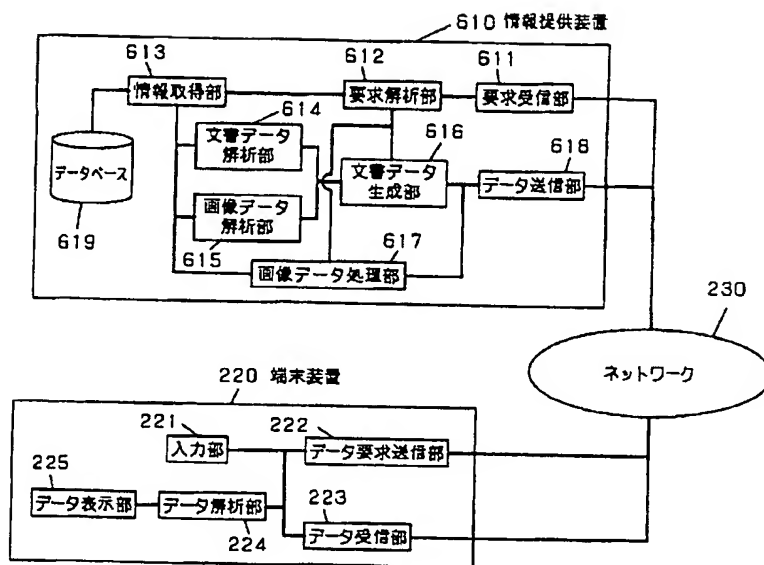 610 情報提供装置
613
612
611
情報取得部
要求解析部
要求受信部
614
616
618
文書データ
解析部
文書データ
生成部
データ送信部
データベース
画像データ
解析部
619
615
617
画像データ処理部
230
ネットワーク
220 端末装置
221
222
入力部
データ要求送信部
225
223
データ表示部
データ解析部
224
データ受信部